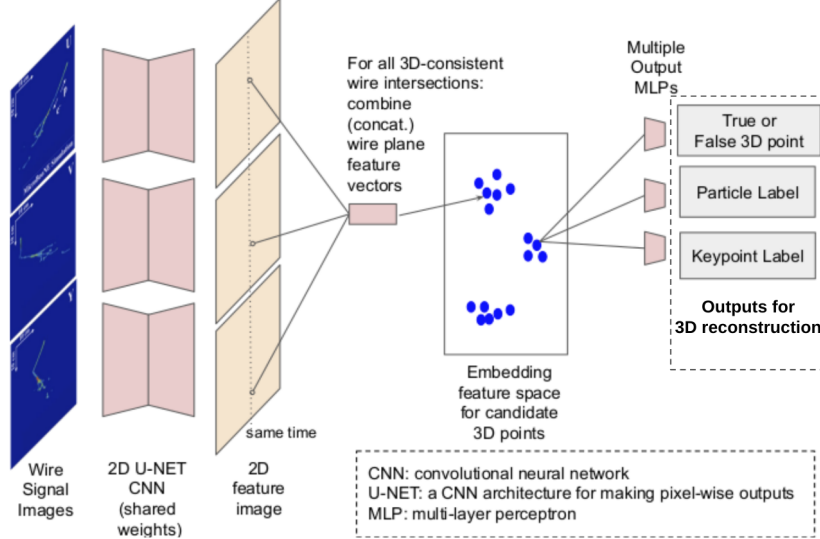 For all 3D-consistent
wire intersections:
combine
(concat.)
wire plane
feature
vectors
Multiple
Output
MLPs
True or
False 3D point
Particle Label
Keypoint Label
Outputs for
3D reconstruction
same time
Embedding
feature space
for candidate
3D points
Wire
Signal
Images
2D U-NET
CNN
(shared
weights)
2D
feature
image
CNN: convolutional neural network
U-NET: a CNN architecture for making pixel-wise outputs
MLP: multi-layer perceptron